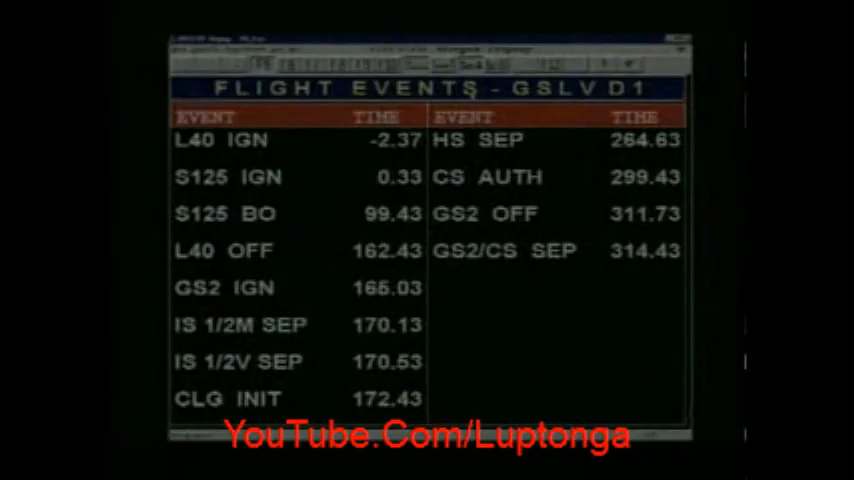 FLIGHT EVENTS - GSLV D1
EVENT TIME EVENT TIME
L40 IGN -2.37 HS SEP 264.63
S125 IGN 0.33 CS AUTH 299.43
S125 BO 99.43 GS2 OFF 311.73
L40 OFF 162.43 GS2/CS SEP 314.43
GS2 IGN 165.03
IS 1/2M SEP 170.13
IS 1/2V SEP 170.53
CLG INIT 172.43
YouTube.Com/Luptonga